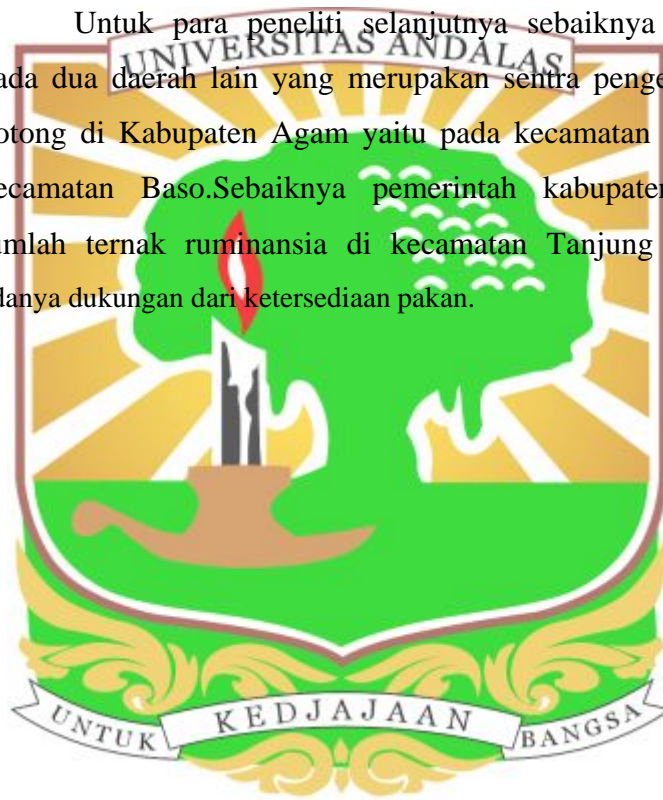 Untuk para peneliti selanjutnya sebaiknya
UNIVERSITAS ANDALAS
ada dua daerah lain yang merupakan sentra penge
otong di Kabupaten Agam yaitu pada kecamatan
ecamatan Baso.Sebaiknya pemerintah kabupaten
umlah ternak ruminansia di kecamatan Tanjung
danya dukungan dari ketersediaan pakan.
UNTUK KEDJAJAAN BANGSA